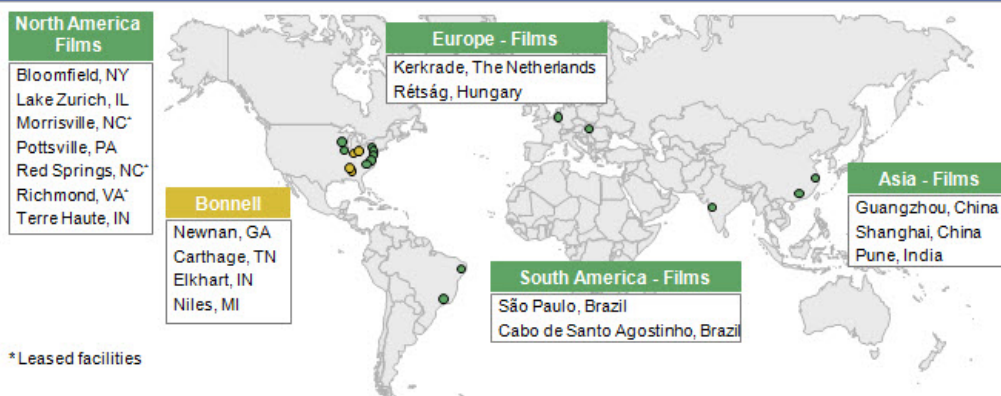 North America
Films
Bloomfield, NY
Lake Zurich, IL
Morrisville, NC*
Pottsville, PA
Red Springs, NC*
Richmond, VA*
Terre Haute, IN
Europe - Films
Kerkrade, The Netherlands
Rétság, Hungary
Bonnell
Newnan, GA
Carthage, TN
Elkhart, IN
Niles, MI
Asia - Films
Guangzhou, China
Shanghai, China
Pune, India
South America - Films
São Paulo, Brazil
Cabo de Santo Agostinho, Brazil
*Leased facilities